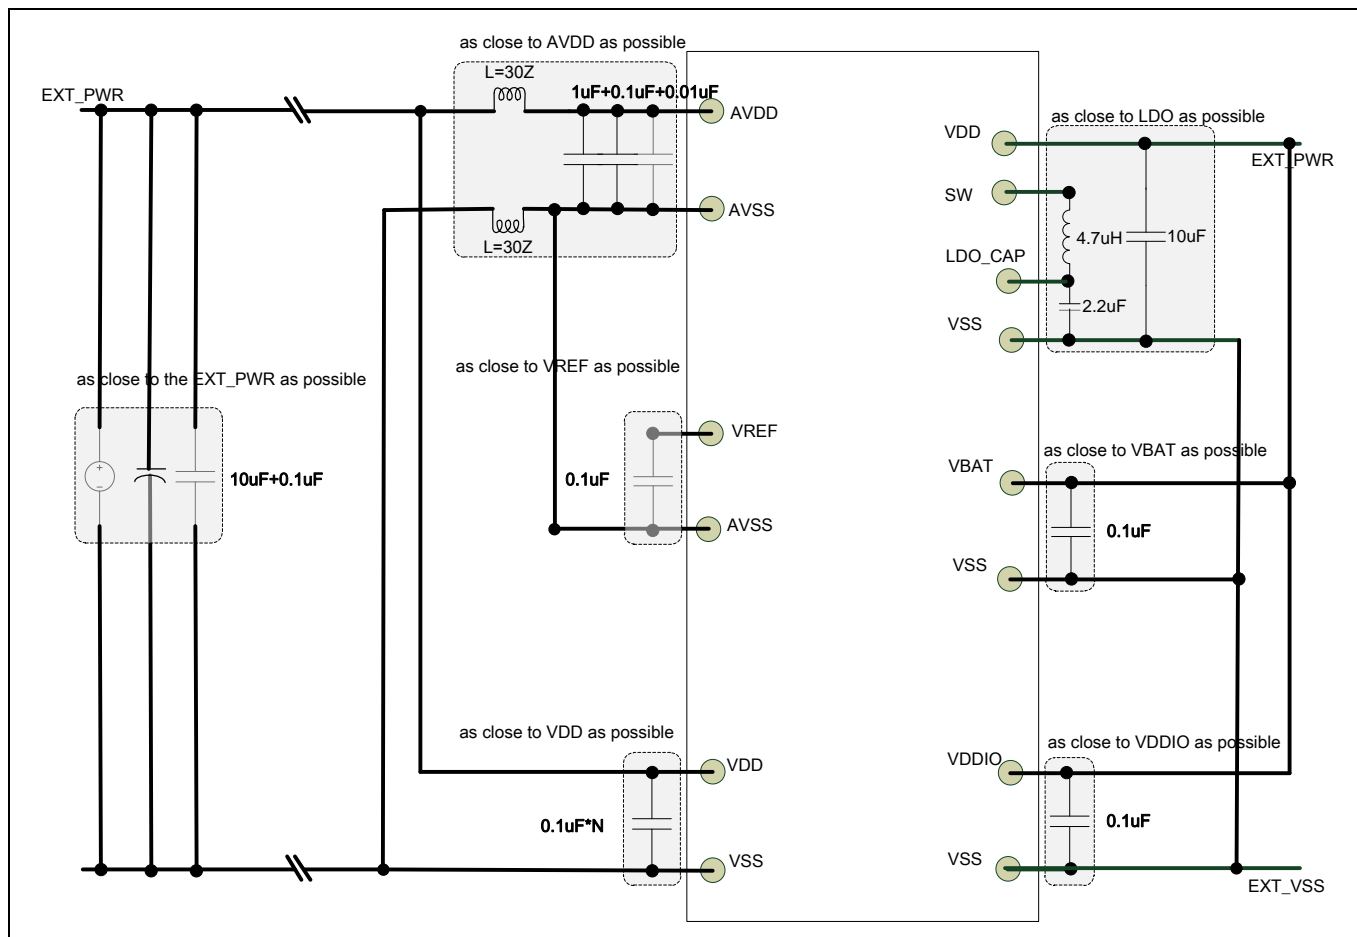 as close to AVDD as possible
L=30Z
EXT_PWR
1uF+0.1uF+0.01uF
AVDD
AVSS
L=30Z
as close to LDO as possible
VDD
EXT_PWR
SW
4.7uH
10uF
LDO_CAP
2.2uF
VSS
as close to VREF as possible
as close to the EXT_PWR as possible
+
−
10uF+0.1uF
VREF
0.1uF
AVSS
as close to VBAT as possible
VBAT
0.1uF
VSS
as close to VDD as possible
VDD
0.1uF*N
VSS
as close to VDDIO as possible
VDDIO
0.1uF
VSS
EXT_VSS